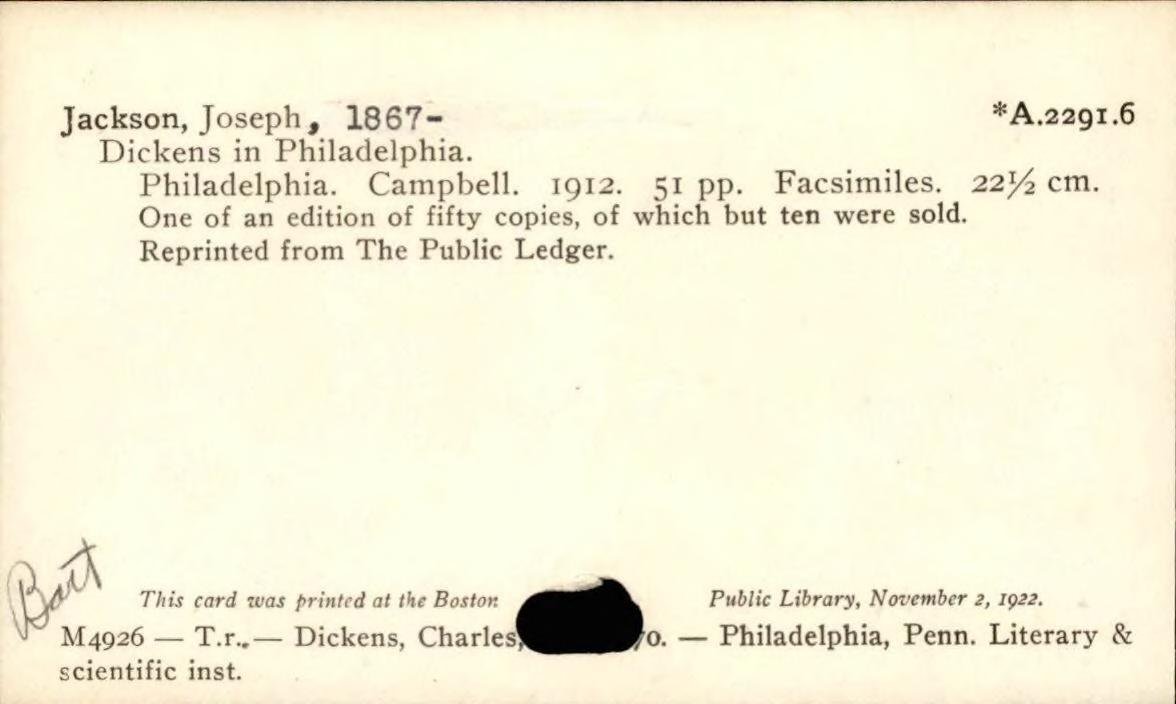 Jackson, Joseph, 1867- *A.2291.6
Dickens in Philadelphia.
Philadelphia. Campbell. 1912. 51 pp. Facsimiles. 22½ cm.
One of an edition of fifty copies, of which but ten were sold.
Reprinted from The Public Ledger.
Bart
This card was printed at the Boston Public Library, November 2, 1922.
M4926 — T.r.. — Dickens, Charles, 70. — Philadelphia, Penn. Literary &
scientific inst.